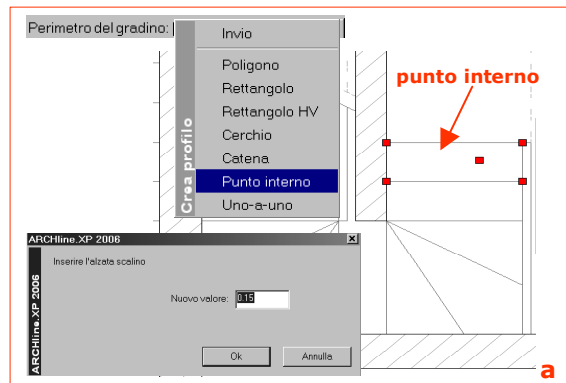 Perimetro del gradino:
Crea profilo
Invio
Poligono
Rettangolo
Rettangolo HV
Cerchio
Catena
Punto interno
Uno-a-uno
punto interno
ARCHline.XP 2006
ARCHline.XP 2006
Inserire l'alzata scalino
Nuovo valore: 0.15
Ok Annulla
a